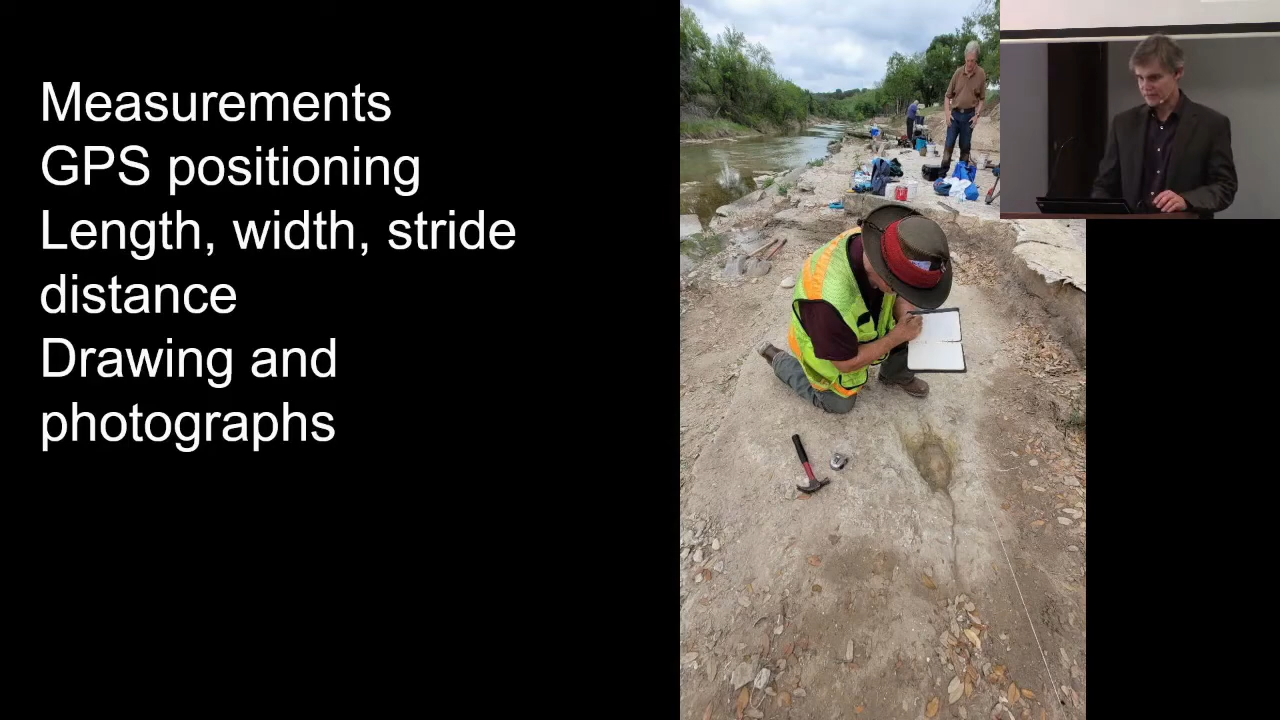 Measurements
GPS positioning
Length, width, stride
distance
Drawing and
photographs